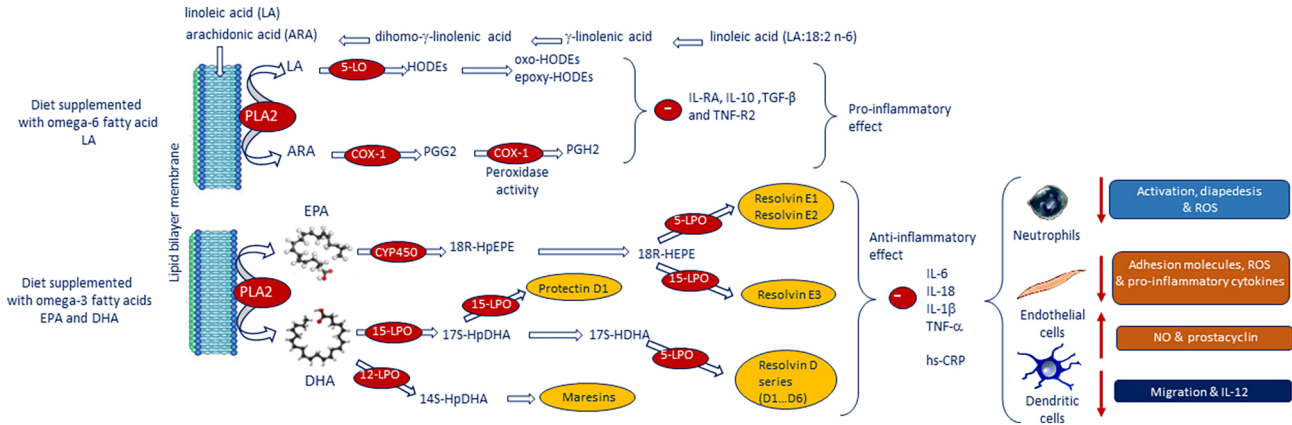 linoleic acid (LA)
arachidonic acid (ARA)
dihomo-γ-linolenic acid
γ-linolenic acid
linoleic acid (LA:18:2 n-6)
Diet supplemented
with omega-6 fatty acid
LA
Lipid bilayer membrane
PLA2
LA
5-LO
HODEs
oxo-HODEs
epoxy-HODEs
ARA
COX-1
PGG2
COX-1
Peroxidase
activity
PGH2
–
IL-RA, IL-10 ,TGF-β
and TNF-R2
Pro-inflammatory
effect
Diet supplemented
with omega-3 fatty acids
EPA and DHA
PLA2
EPA
CYP450
18R-HpEPE
18R-HEPE
5-LPO
Resolvin E1
Resolvin E2
15-LPO
Resolvin E3
DHA
15-LPO
17S-HpDHA
15-LPO
Protectin D1
17S-HDHA
5-LPO
Resolvin D
series
(D1...D6)
12-LPO
14S-HpDHA
Maresins
Anti-inflammatory
effect
–
IL-6
IL-18
IL-1β
TNF-α
hs-CRP
Neutrophils
Activation, diapedesis
& ROS
Endothelial
cells
Adhesion molecules, ROS
& pro-inflammatory cytokines
NO & prostacyclin
Dendritic
cells
Migration & IL-12